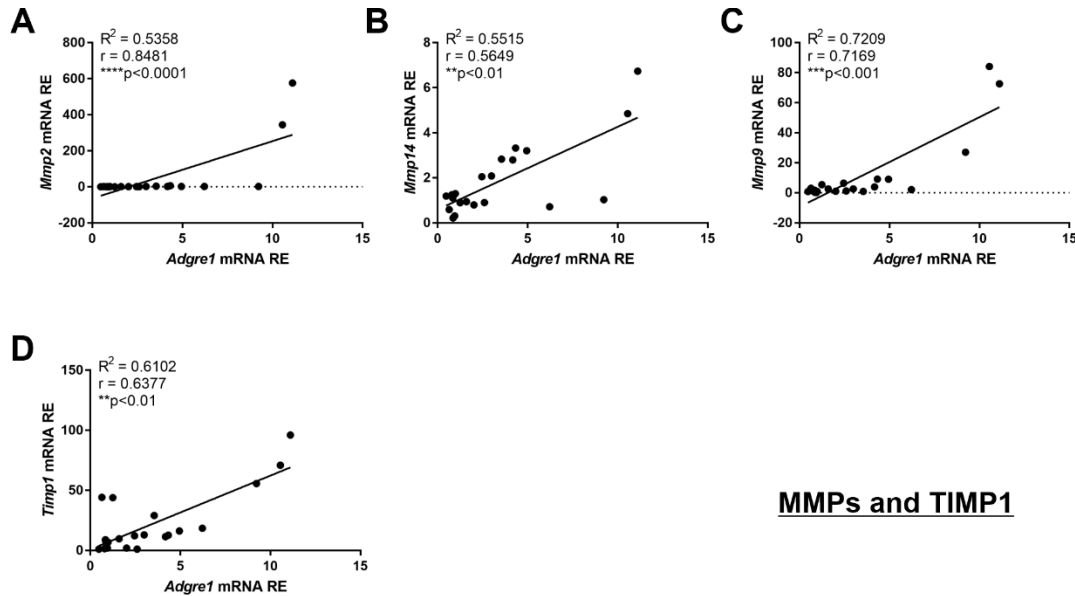 A
R² = 0.5358
r = 0.8481
****p<0.0001
800
600
400
200
0
-200
Mmp2 mRNA RE
0 5 10 15
Adgre1 mRNA RE
B
R² = 0.5515
r = 0.5649
**p<0.01
8
6
4
2
0
Mmp14 mRNA RE
0 5 10 15
Adgre1 mRNA RE
C
R² = 0.7209
r = 0.7169
***p<0.001
100
80
60
40
20
0
-20
Mmp9 mRNA RE
0 5 10 15
Adgre1 mRNA RE
D
R² = 0.6102
r = 0.6377
**p<0.01
150
100
50
0
Timp1 mRNA RE
0 5 10 15
Adgre1 mRNA RE
MMPs and TIMP1